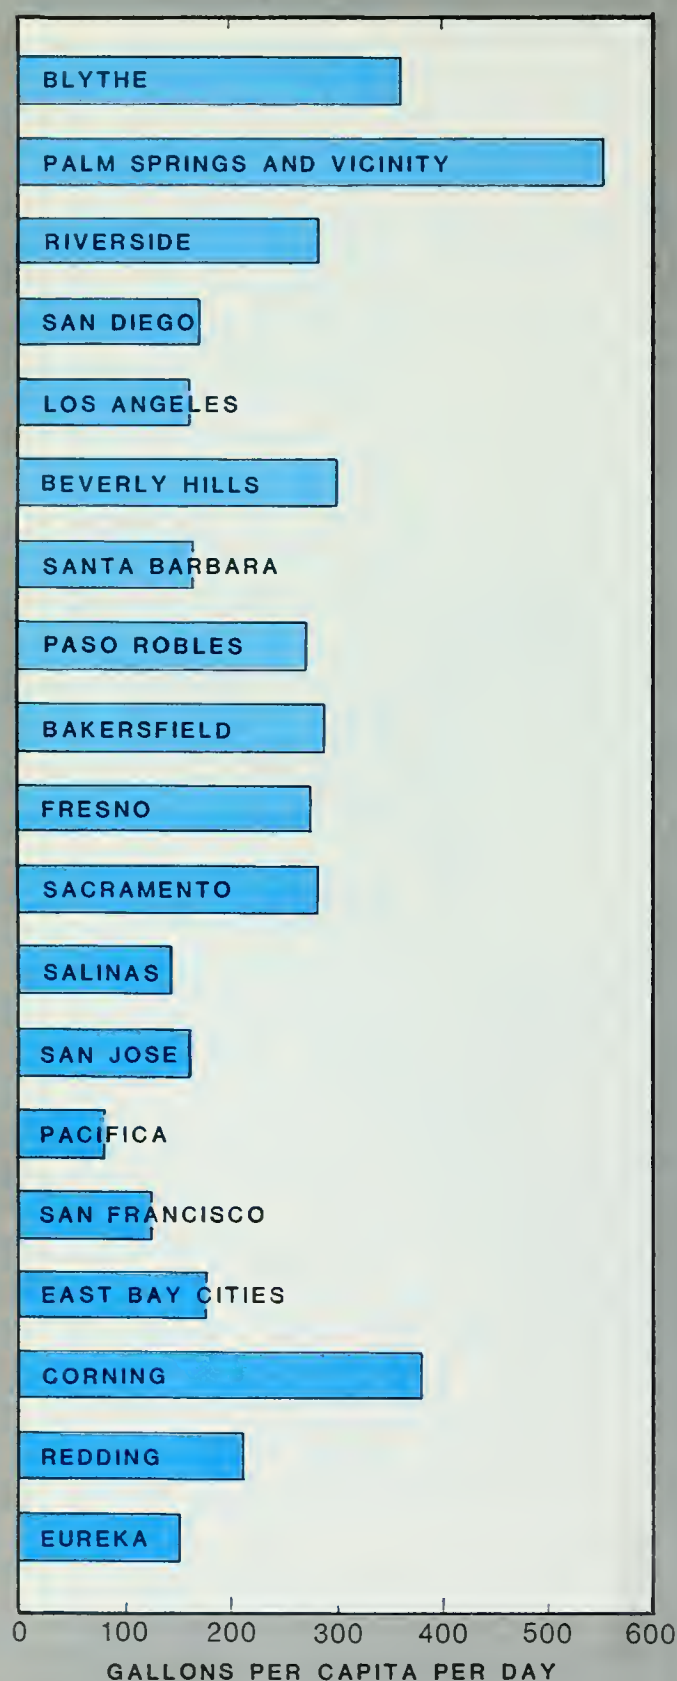 BLYTHE
PALM SPRINGS AND VICINITY
RIVERSIDE
SAN DIEGO
LOS ANGELES
BEVERLY HILLS
SANTA BARBARA
PASO ROBLES
BAKERSFIELD
FRESNO
SACRAMENTO
SALINAS
SAN JOSE
PACIFICA
SAN FRANCISCO
EAST BAY CITIES
CORNING
REDDING
EUREKA
0 100 200 300 400 500 600
GALLONS PER CAPITA PER DAY